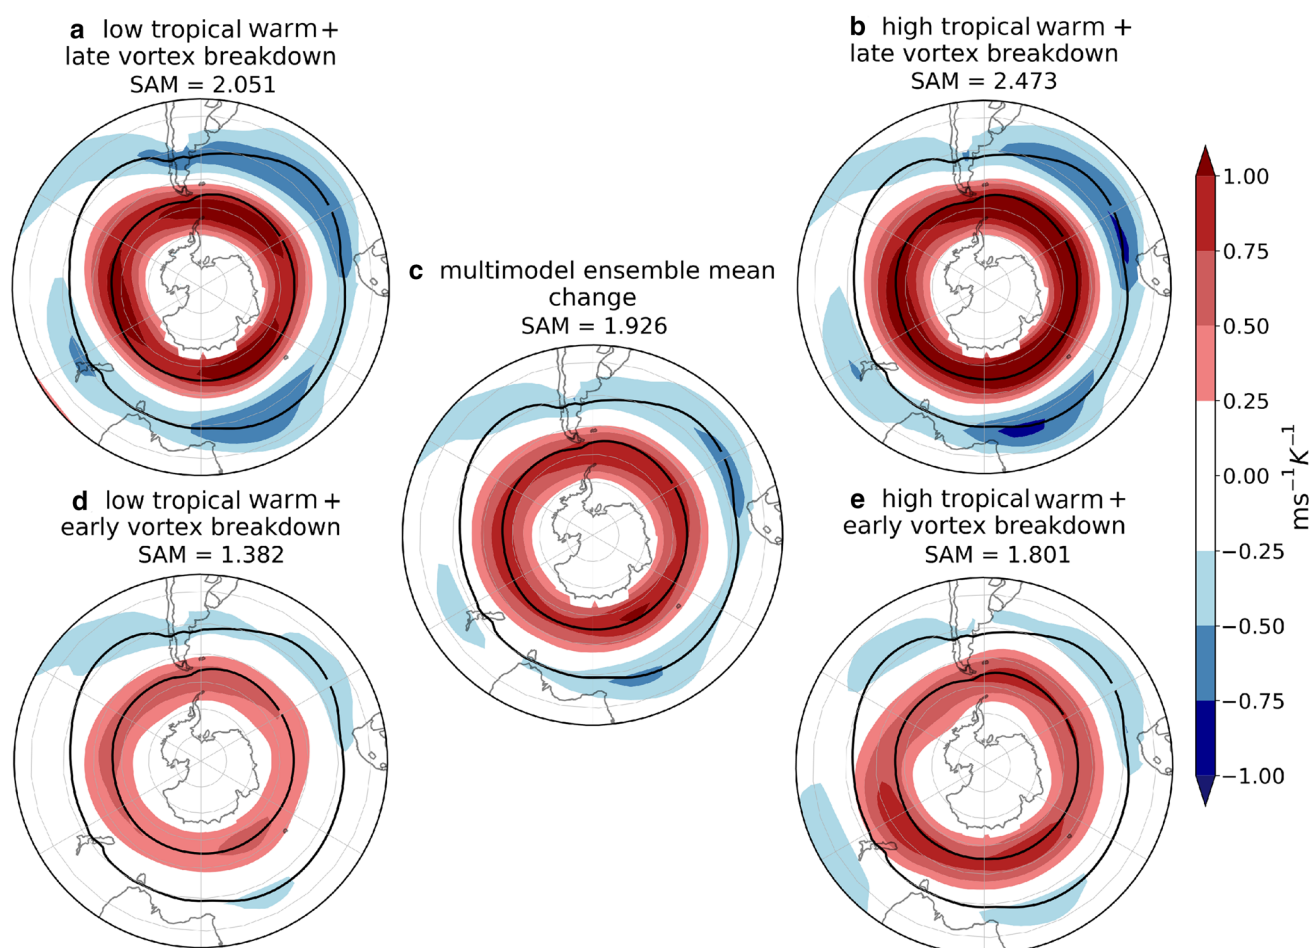 a low tropical warm +
late vortex breakdown
SAM = 2.051
b high tropical warm +
late vortex breakdown
SAM = 2.473
c multimodel ensemble mean
change
SAM = 1.926
d low tropical warm +
early vortex breakdown
SAM = 1.382
e high tropical warm +
early vortex breakdown
SAM = 1.801
1.00
0.75
0.50
0.25
0.00
−0.25
−0.50
−0.75
−1.00
ms⁻¹K⁻¹